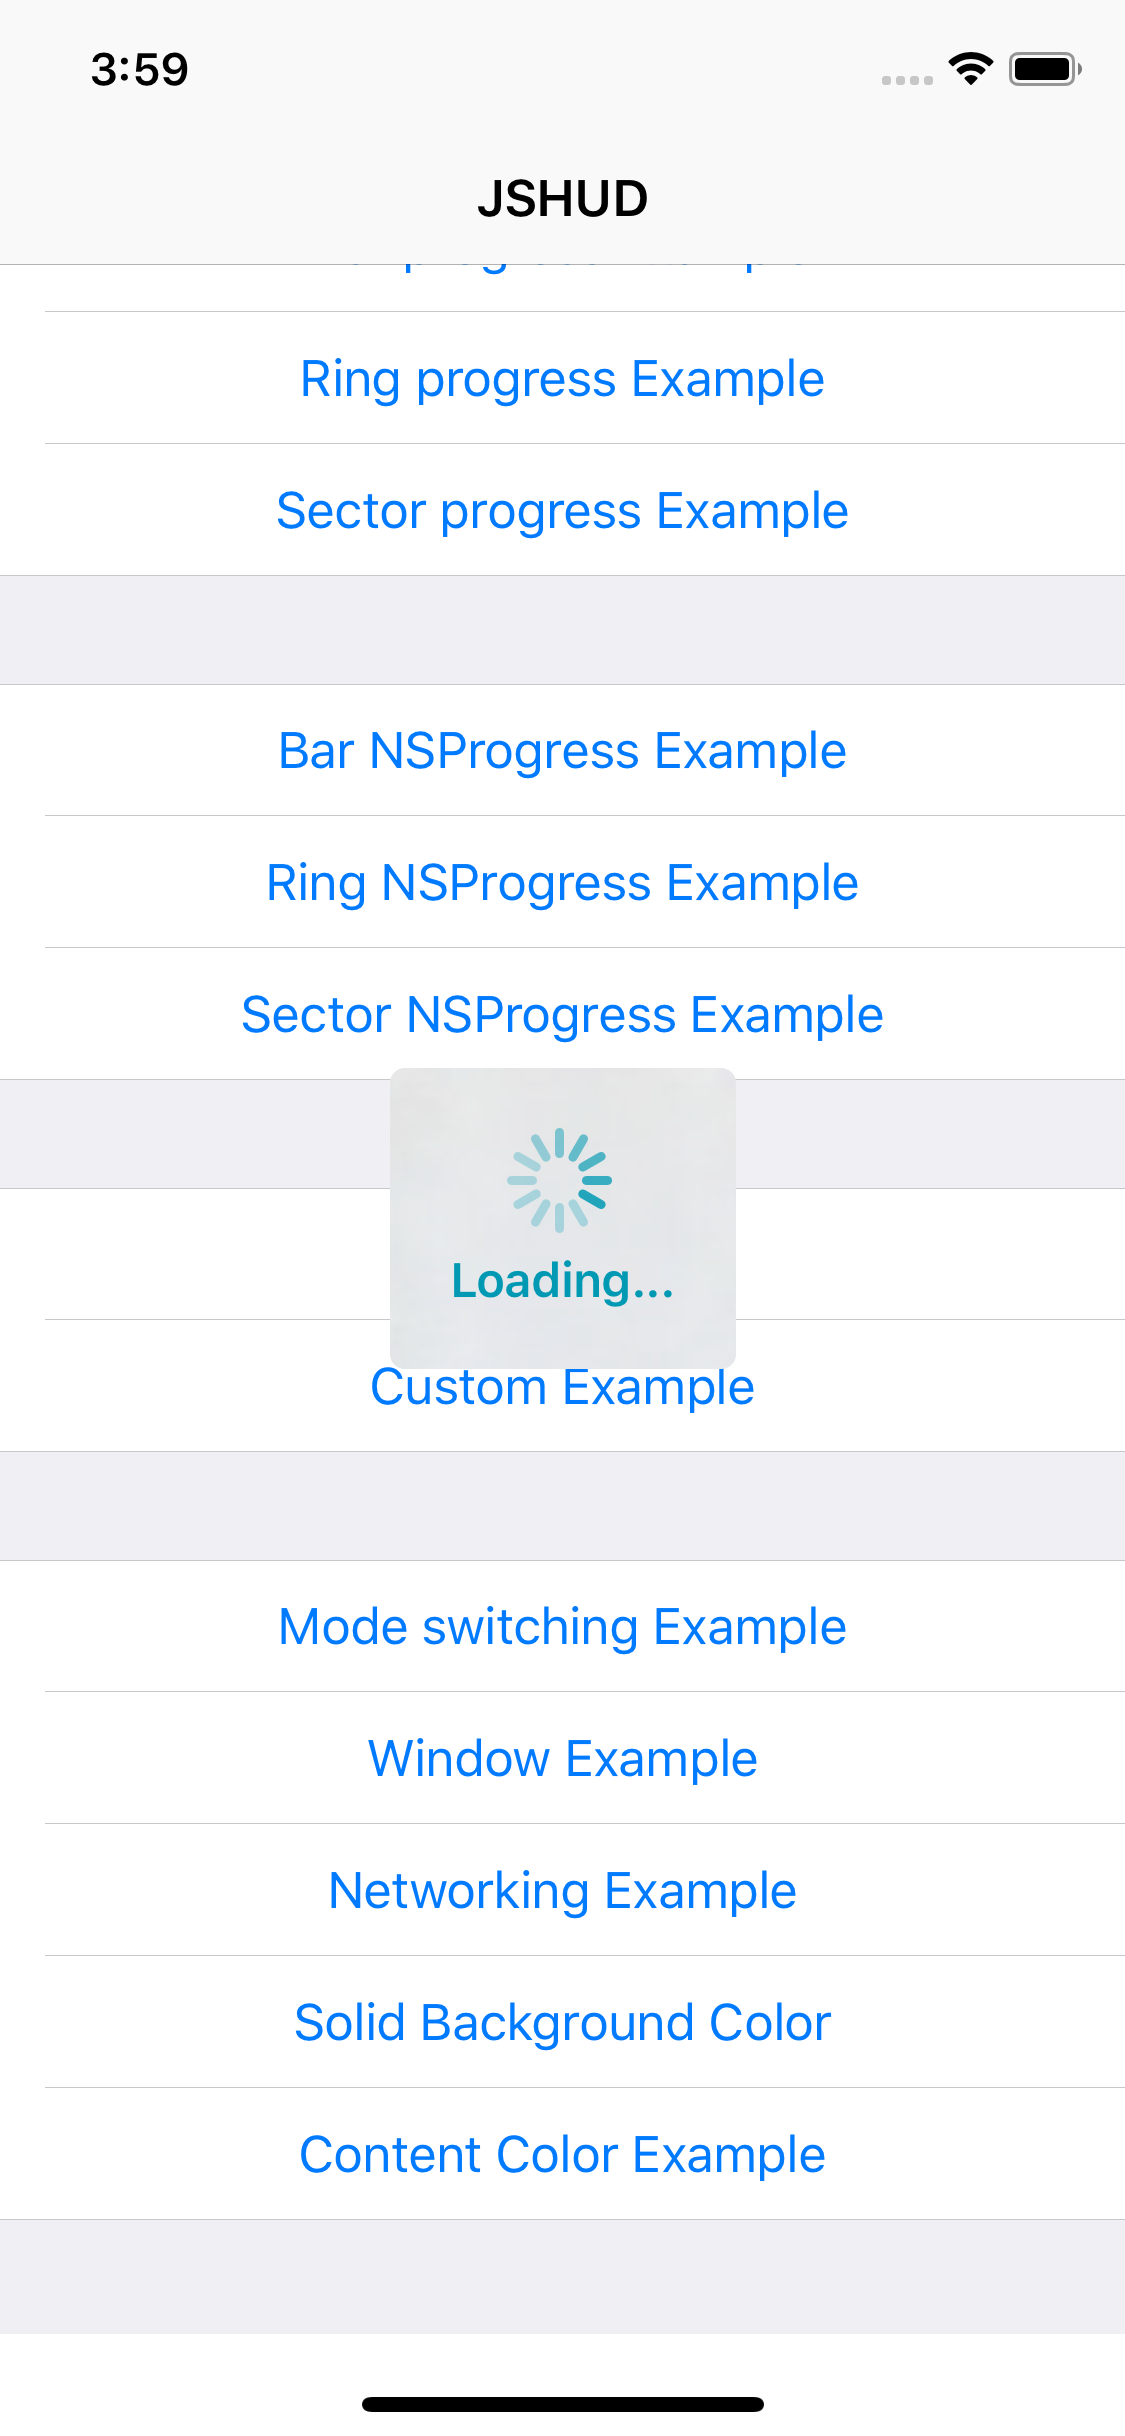 3:59
JSHUD
Ring progress Example
Sector progress Example
Bar NSProgress Example
Ring NSProgress Example
Sector NSProgress Example
Loading...
Custom Example
Mode switching Example
Window Example
Networking Example
Solid Background Color
Content Color Example